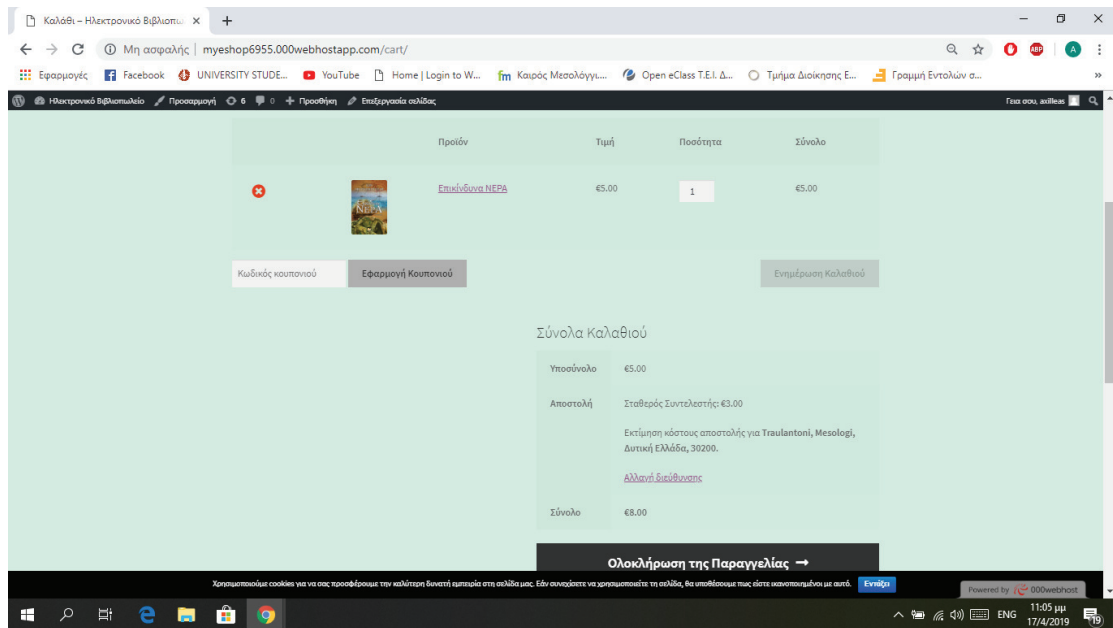 Καλάθι – Ηλεκτρονικό Βιβλιοπω
Μη ασφαλής | myeshop6955.000webhostapp.com/cart/
ABP A
Εφαρμογές Facebook UNIVERSITY STUDE... YouTube Home | Login to W... fm Καιρός Μεσολόγγι,... Open eClass Τ.Ε.Ι. Δ... Τμήμα Διοίκησης Ε... Γραμμή Εντολών σ... »
Ηλεκτρονικό Βιβλιοπωλείο Προσαρμογή 6 0 Προσθήκη Επεξεργασία σελίδας Γεια σου, axilleas
Προϊόν Τιμή Ποσότητα Σύνολο
ΝΕΡΑ
Επικίνδυνα ΝΕΡΑ €5.00 1 €5.00
Κωδικός κουπονιού Εφαρμογή Κουπονιού Ενημέρωση Καλαθιού
Σύνολα Καλαθιού
Υποσύνολο €5.00
Αποστολή Σταθερός Συντελεστής: €3.00
Εκτίμηση κόστους αποστολής για Traulantoni, Mesologi,
Δυτική Ελλάδα, 30200.
Αλλαγή διεύθυνσης
Σύνολο €8.00
Ολοκλήρωση της Παραγγελίας →
Χρησιμοποιούμε cookies για να σας προσφέρουμε την καλύτερη δυνατή εμπειρία στη σελίδα μας. Εάν συνεχίσετε να χρησιμοποιείτε τη σελίδα, θα υποθέσουμε πως είστε ικανοποιημένοι με αυτό. Εντάξει
Powered by 000webhost
ENG 11:05 μμ
17/4/2019 19